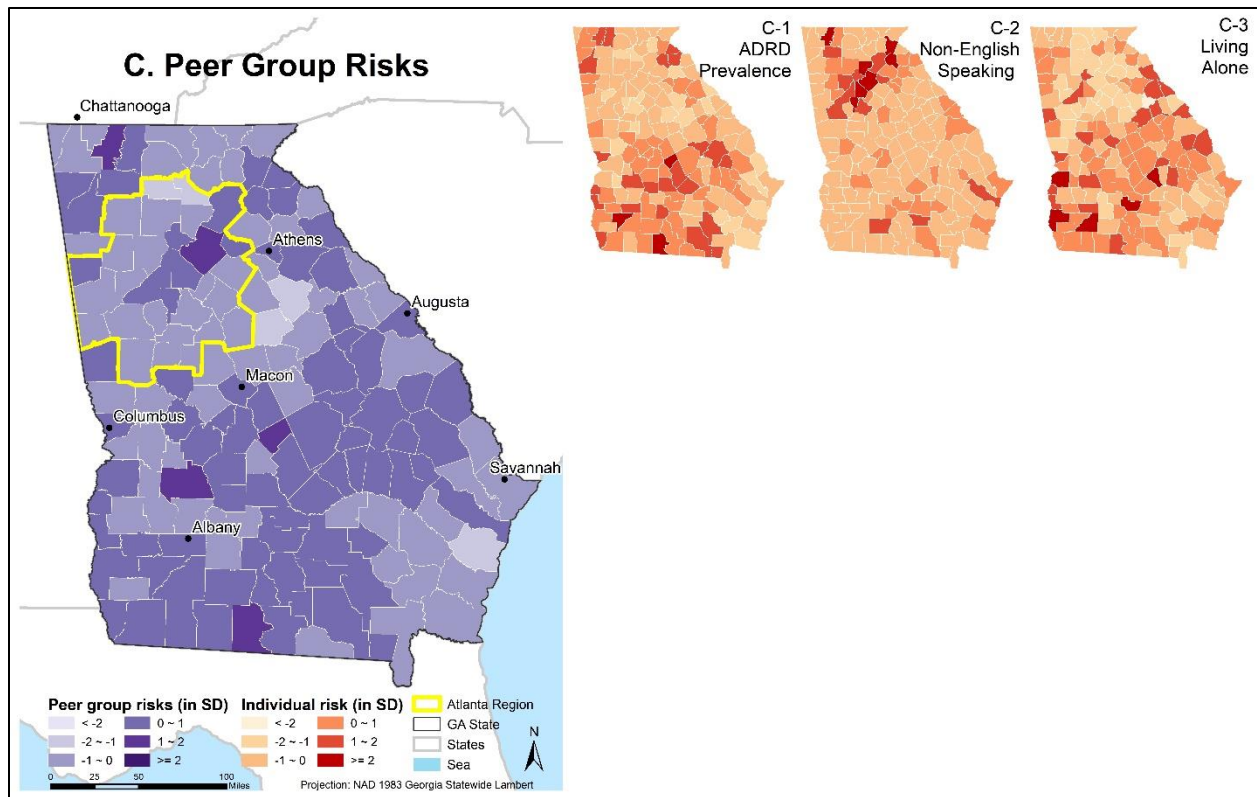 C. Peer Group Risks
Chattanooga
Athens
Augusta
Macon
Columbus
Savannah
Albany
C-1
ADRD
Prevalence
C-2
Non-English
Speaking
C-3
Living
Alone
Peer group risks (in SD)
< -2
-2 ~ -1
-1 ~ 0
0 ~ 1
1 ~ 2
>= 2
Individual risk (in SD)
< -2
-2 ~ -1
-1 ~ 0
0 ~ 1
1 ~ 2
>= 2
Atlanta Region
GA State
States
Sea
N
0 25 50 100
Miles
Projection: NAD 1983 Georgia Statewide Lambert